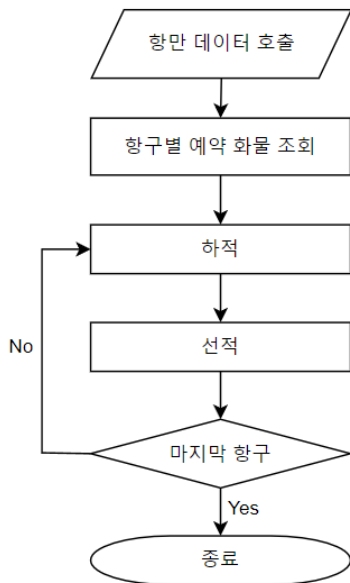 항만 데이터 호출
항구별 예약 화물 조회
하적
선적
No
마지막 항구
Yes
종료